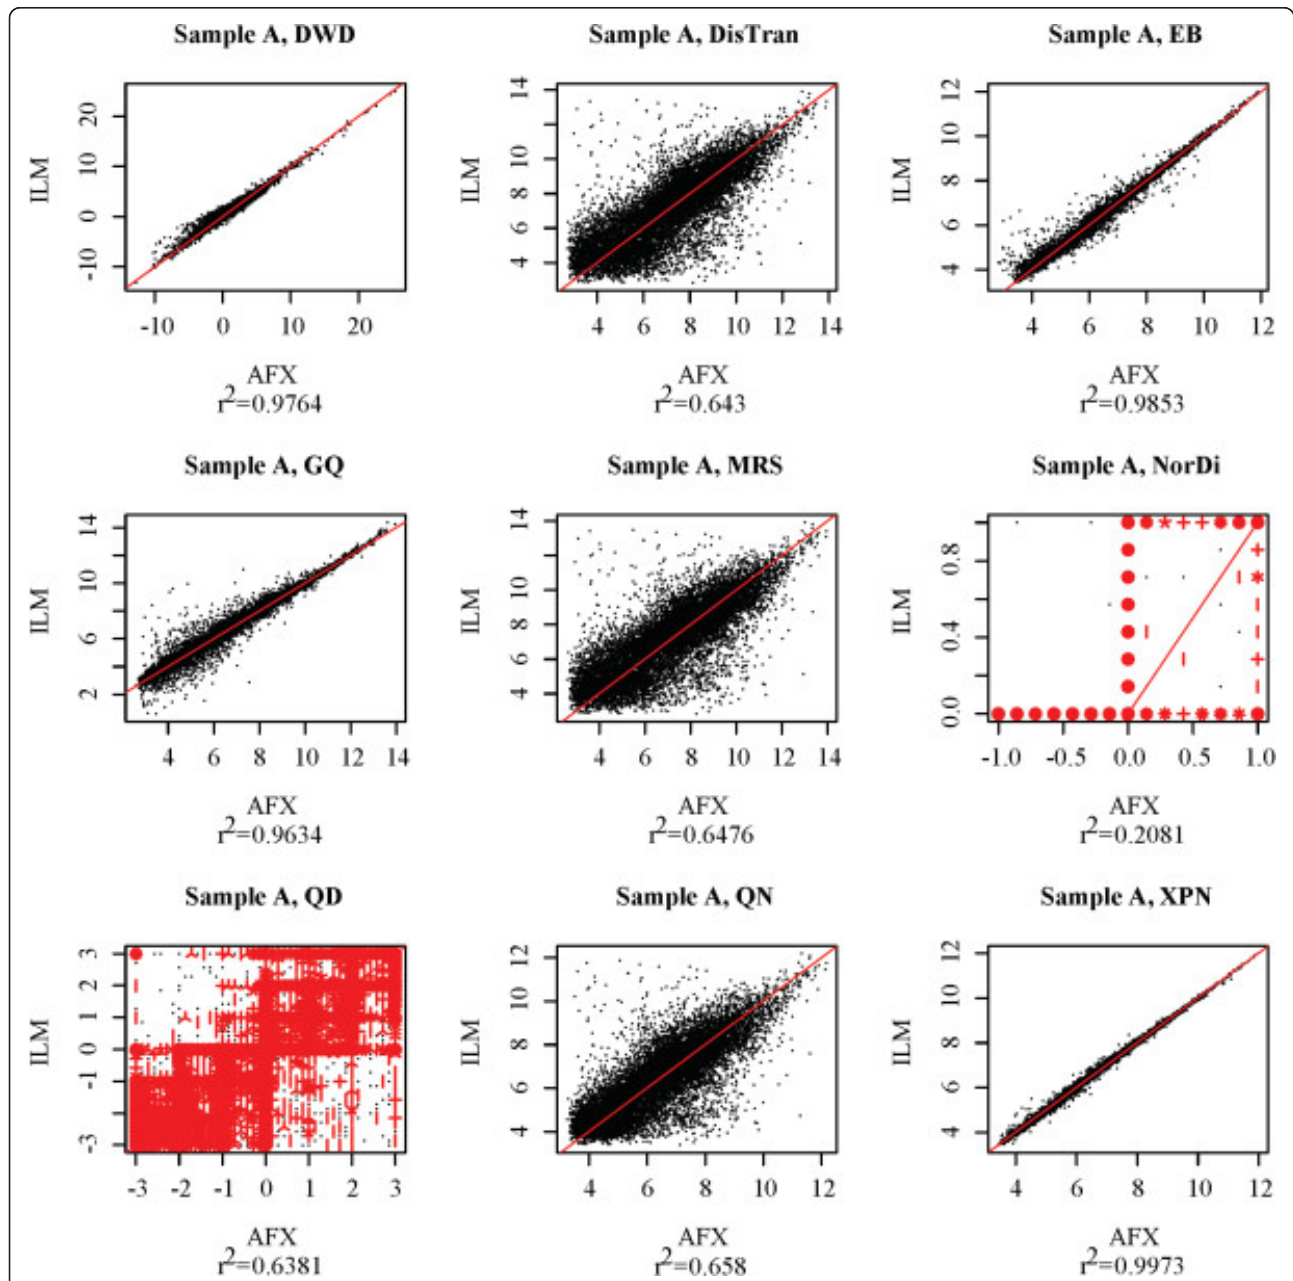 Sample A, DWD
ILM
-10 0 10 20
-10 0 10 20
AFX
r2=0.9764
Sample A, DisTran
ILM
4 6 8 10 14
4 6 8 10 12 14
AFX
r2=0.643
Sample A, EB
ILM
4 6 8 10 12
4 6 8 10 12
AFX
r2=0.9853
Sample A, GQ
ILM
2 6 10 14
4 6 8 10 12 14
AFX
r2=0.9634
Sample A, MRS
ILM
4 6 8 10 14
4 6 8 10 12 14
AFX
r2=0.6476
Sample A, NorDi
ILM
0.0 0.4 0.8
-1.0 0.0 0.5 1.0
AFX
r2=0.2081
Sample A, QD
ILM
-3 -1 0 1 2 3
-3 -2 -1 0 1 2 3
AFX
r2=0.6381
Sample A, QN
ILM
4 6 8 10 12
4 6 8 10 12
AFX
r2=0.658
Sample A, XPN
ILM
4 6 8 10 12
4 6 8 10 12
AFX
r2=0.9973